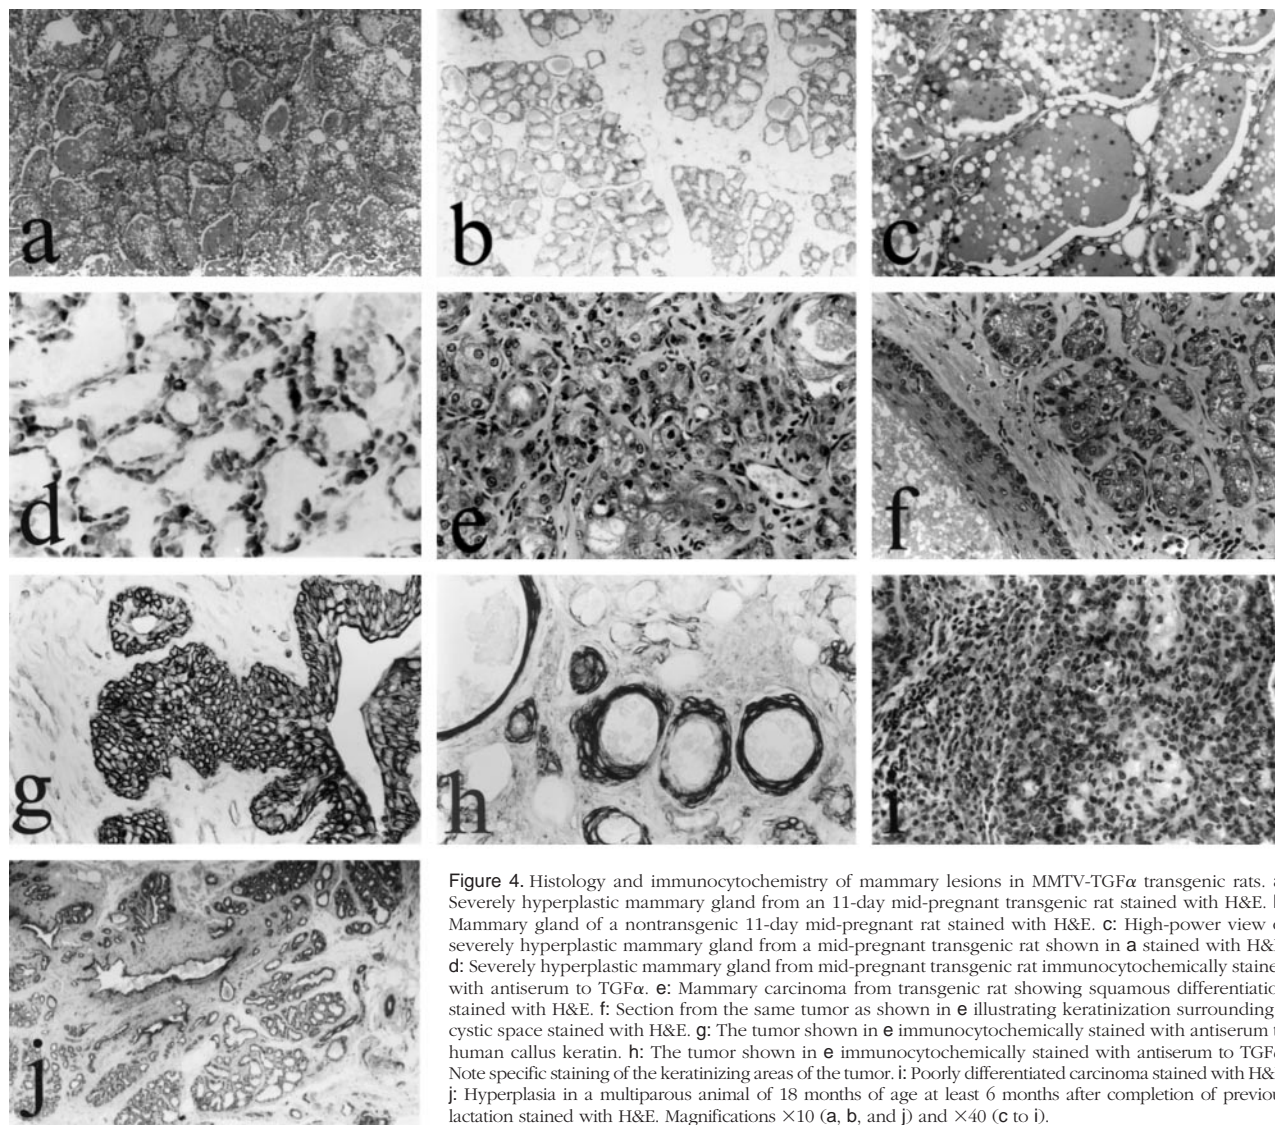 a
b
c
d
e
f
g
h
i
j
Figure 4. Histology and immunocytochemistry of mammary lesions in MMTV-TGFα transgenic rats.
Severely hyperplastic mammary gland from an 11-day mid-pregnant transgenic rat stained with H&E.
Mammary gland of a nontransgenic 11-day mid-pregnant rat stained with H&E. c: High-power view
severely hyperplastic mammary gland from a mid-pregnant transgenic rat shown in a stained with H&
d: Severely hyperplastic mammary gland from mid-pregnant transgenic rat immunocytochemically staine
with antiserum to TGFα. e: Mammary carcinoma from transgenic rat showing squamous differentiatio
stained with H&E. f: Section from the same tumor as shown in e illustrating keratinization surrounding
cystic space stained with H&E. g: The tumor shown in e immunocytochemically stained with antiserum
human callus keratin. h: The tumor shown in e immunocytochemically stained with antiserum to TGF
Note specific staining of the keratinizing areas of the tumor. i: Poorly differentiated carcinoma stained with H&
j: Hyperplasia in a multiparous animal of 18 months of age at least 6 months after completion of previou
lactation stained with H&E. Magnifications ×10 (a, b, and j) and ×40 (c to i).